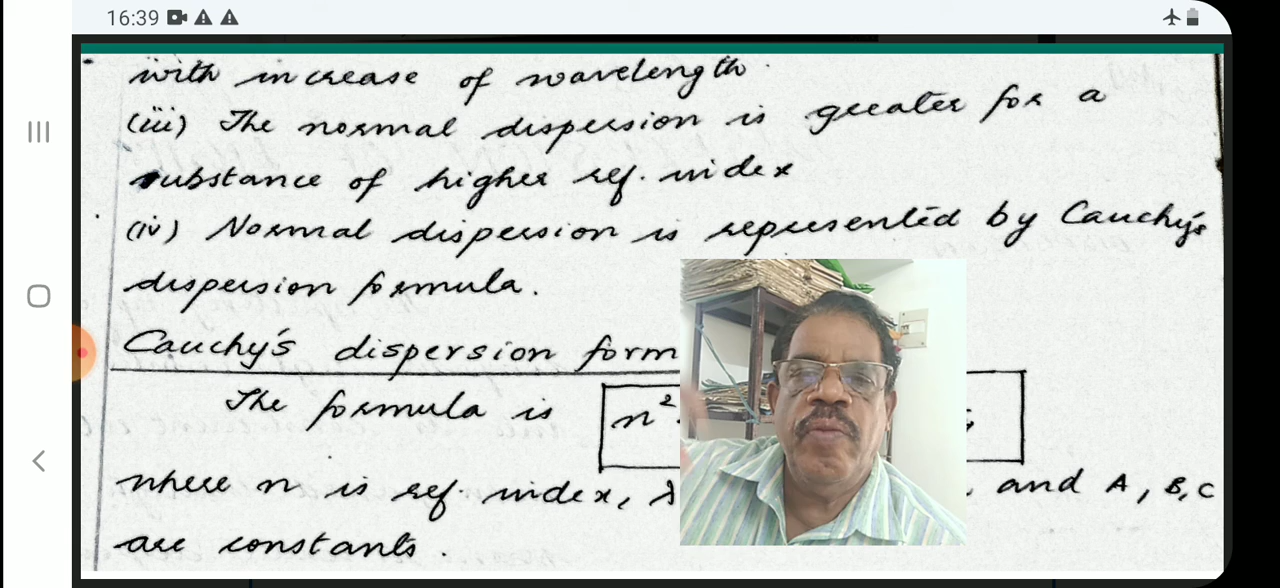 16:39
with increase of wavelength.
(iii) The normal dispersion is greater for a
substance of higher ref. index
(iv) Normal dispersion is represented by Cauchy's
dispersion formula.
Cauchy's dispersion form
The formula is n²
where n is ref. index, λ and A, B, C
are constants.